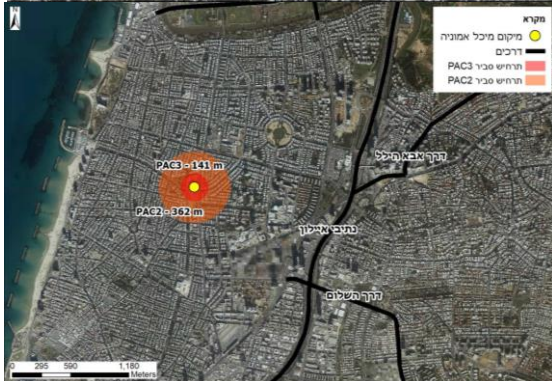 N
מקרא
מיקום מיכל אמוניה
דרכים
תרחיש סביר PAC3
תרחיש סביר PAC2
דרך אבא הילל
PAC3 - 141 m
PAC2 - 362 m
נתיבי איילון
דרך השלום
0 295 590 1,180
Meters